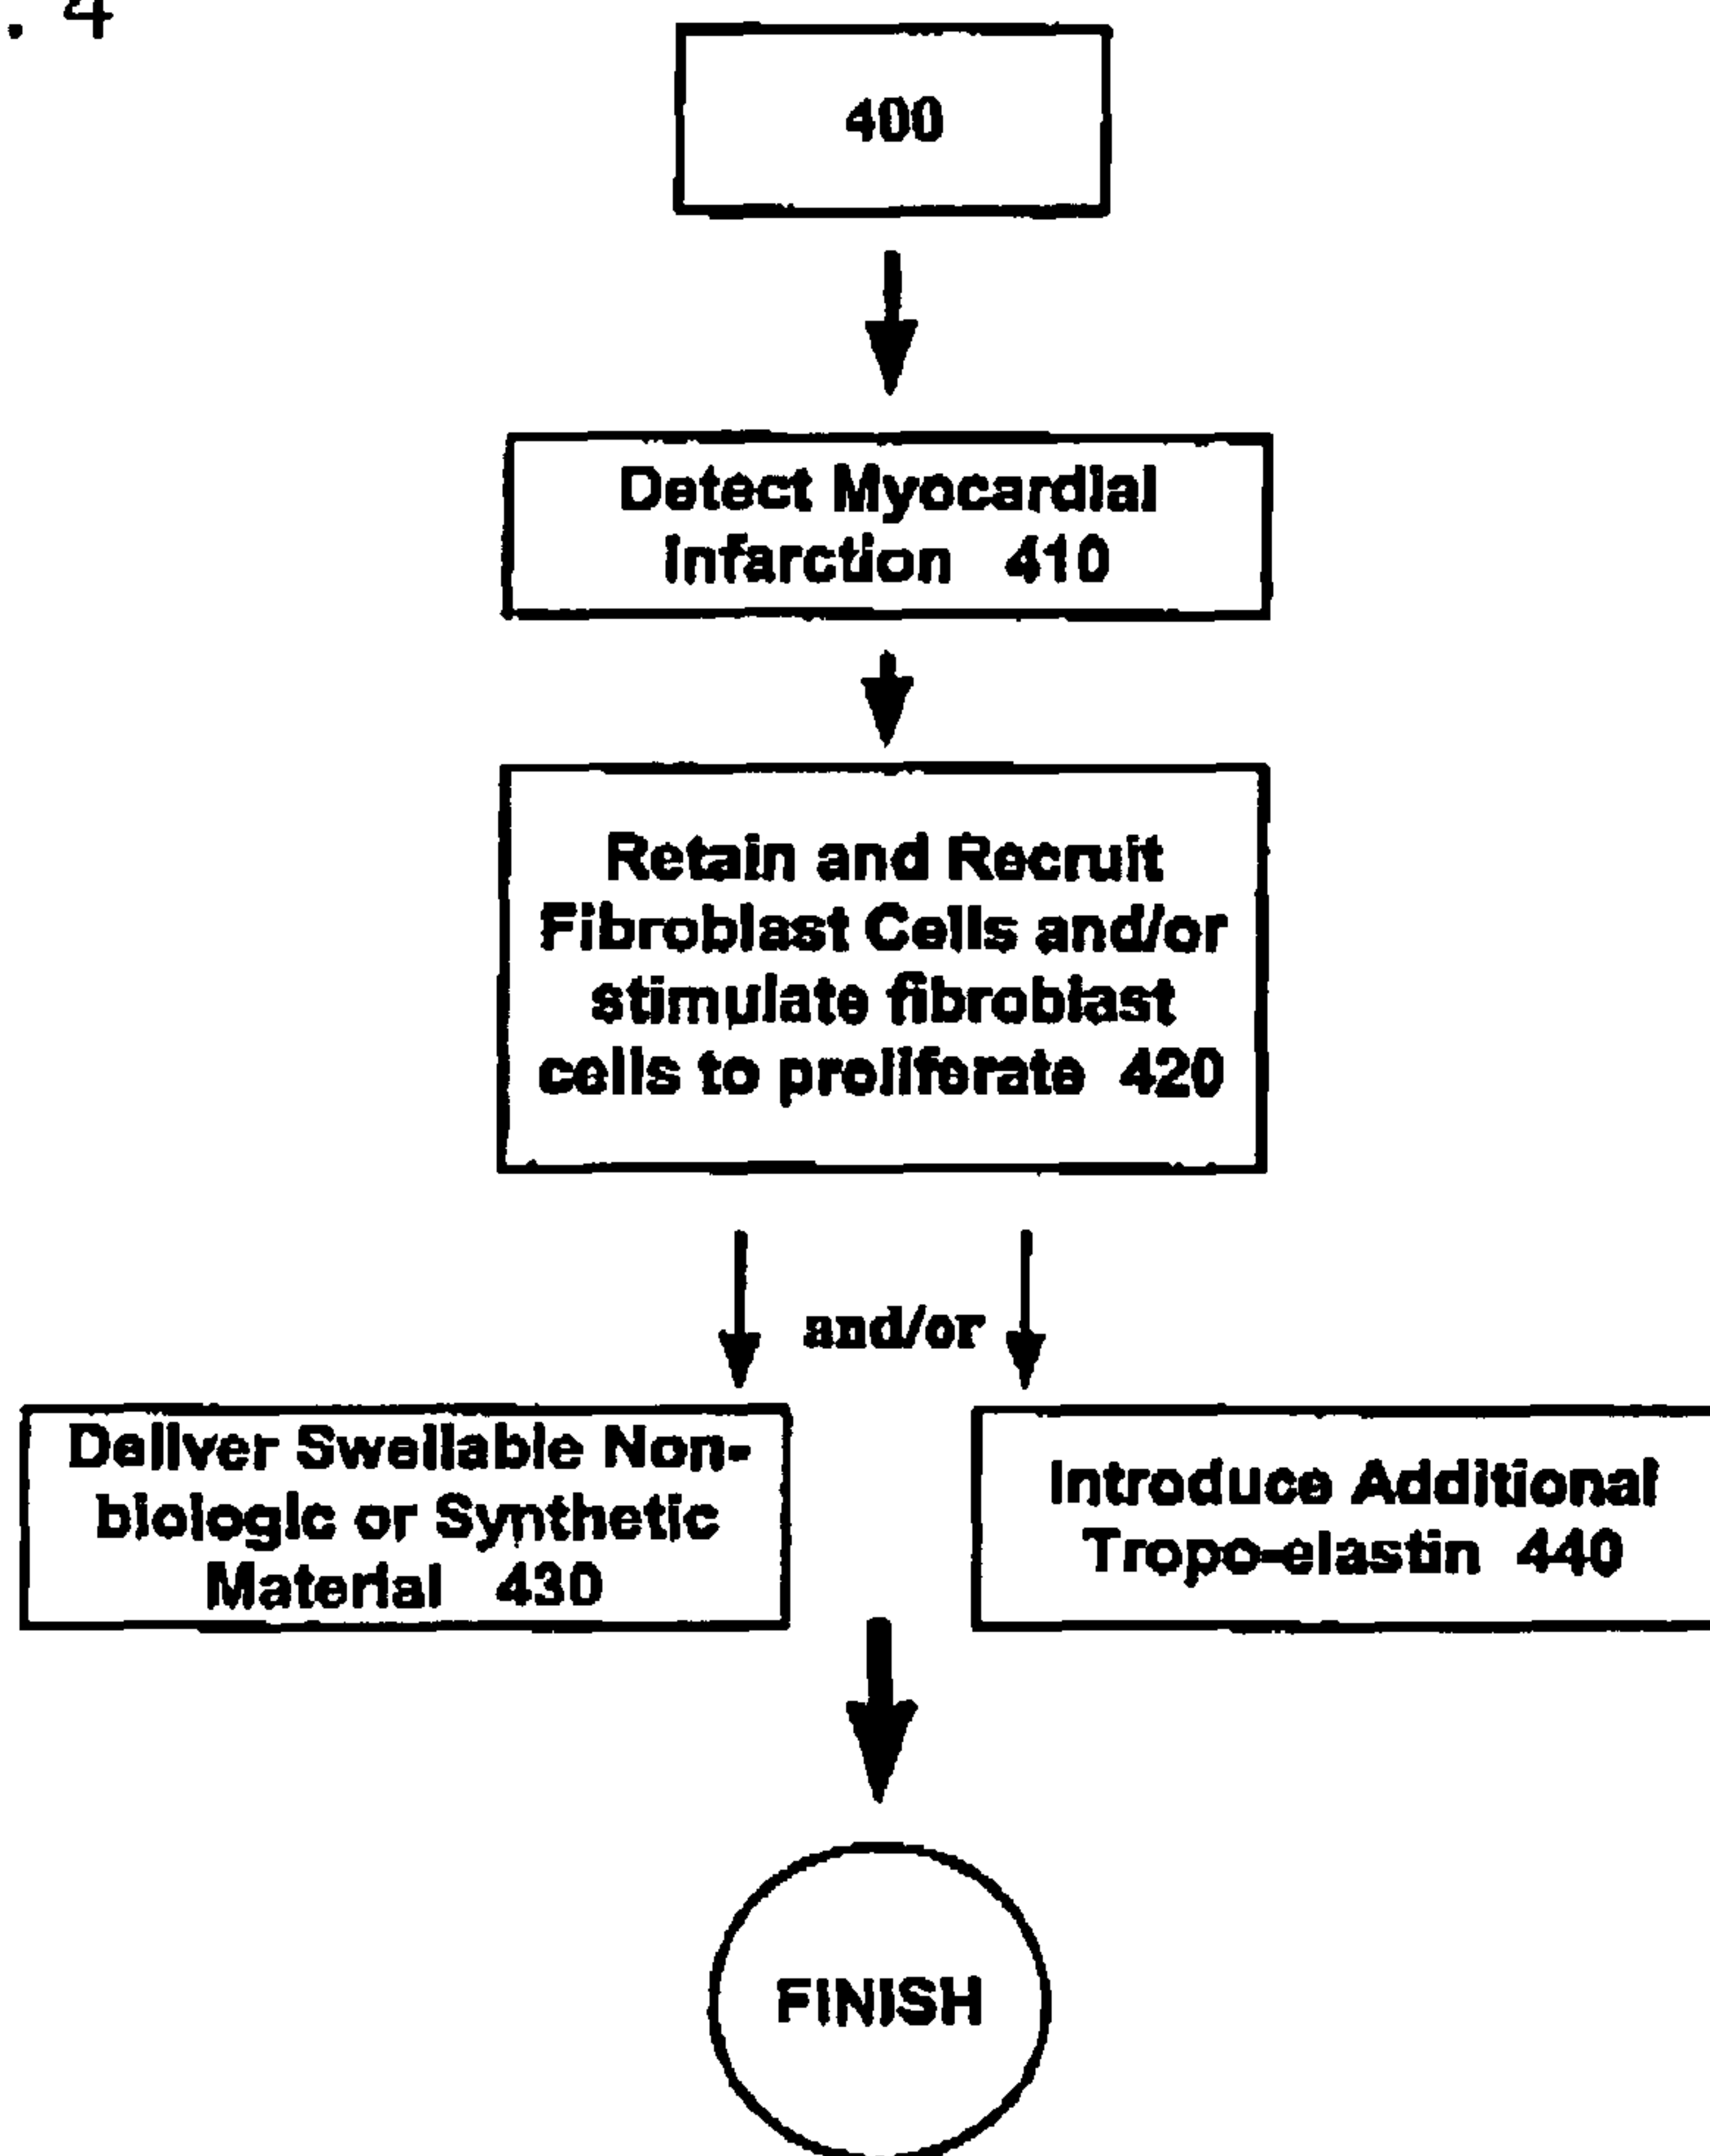 . 4
400
Detect Myocardial
Infarction 410
Retain and Recruit
Fibroblast Cells and/or
stimulate fibroblast
cells to proliferate 420
and/or
Deliver Swellable Non-
biologic or Synthetic
Material 430
Introduce Additional
Tropo-elastin 440
FINISH